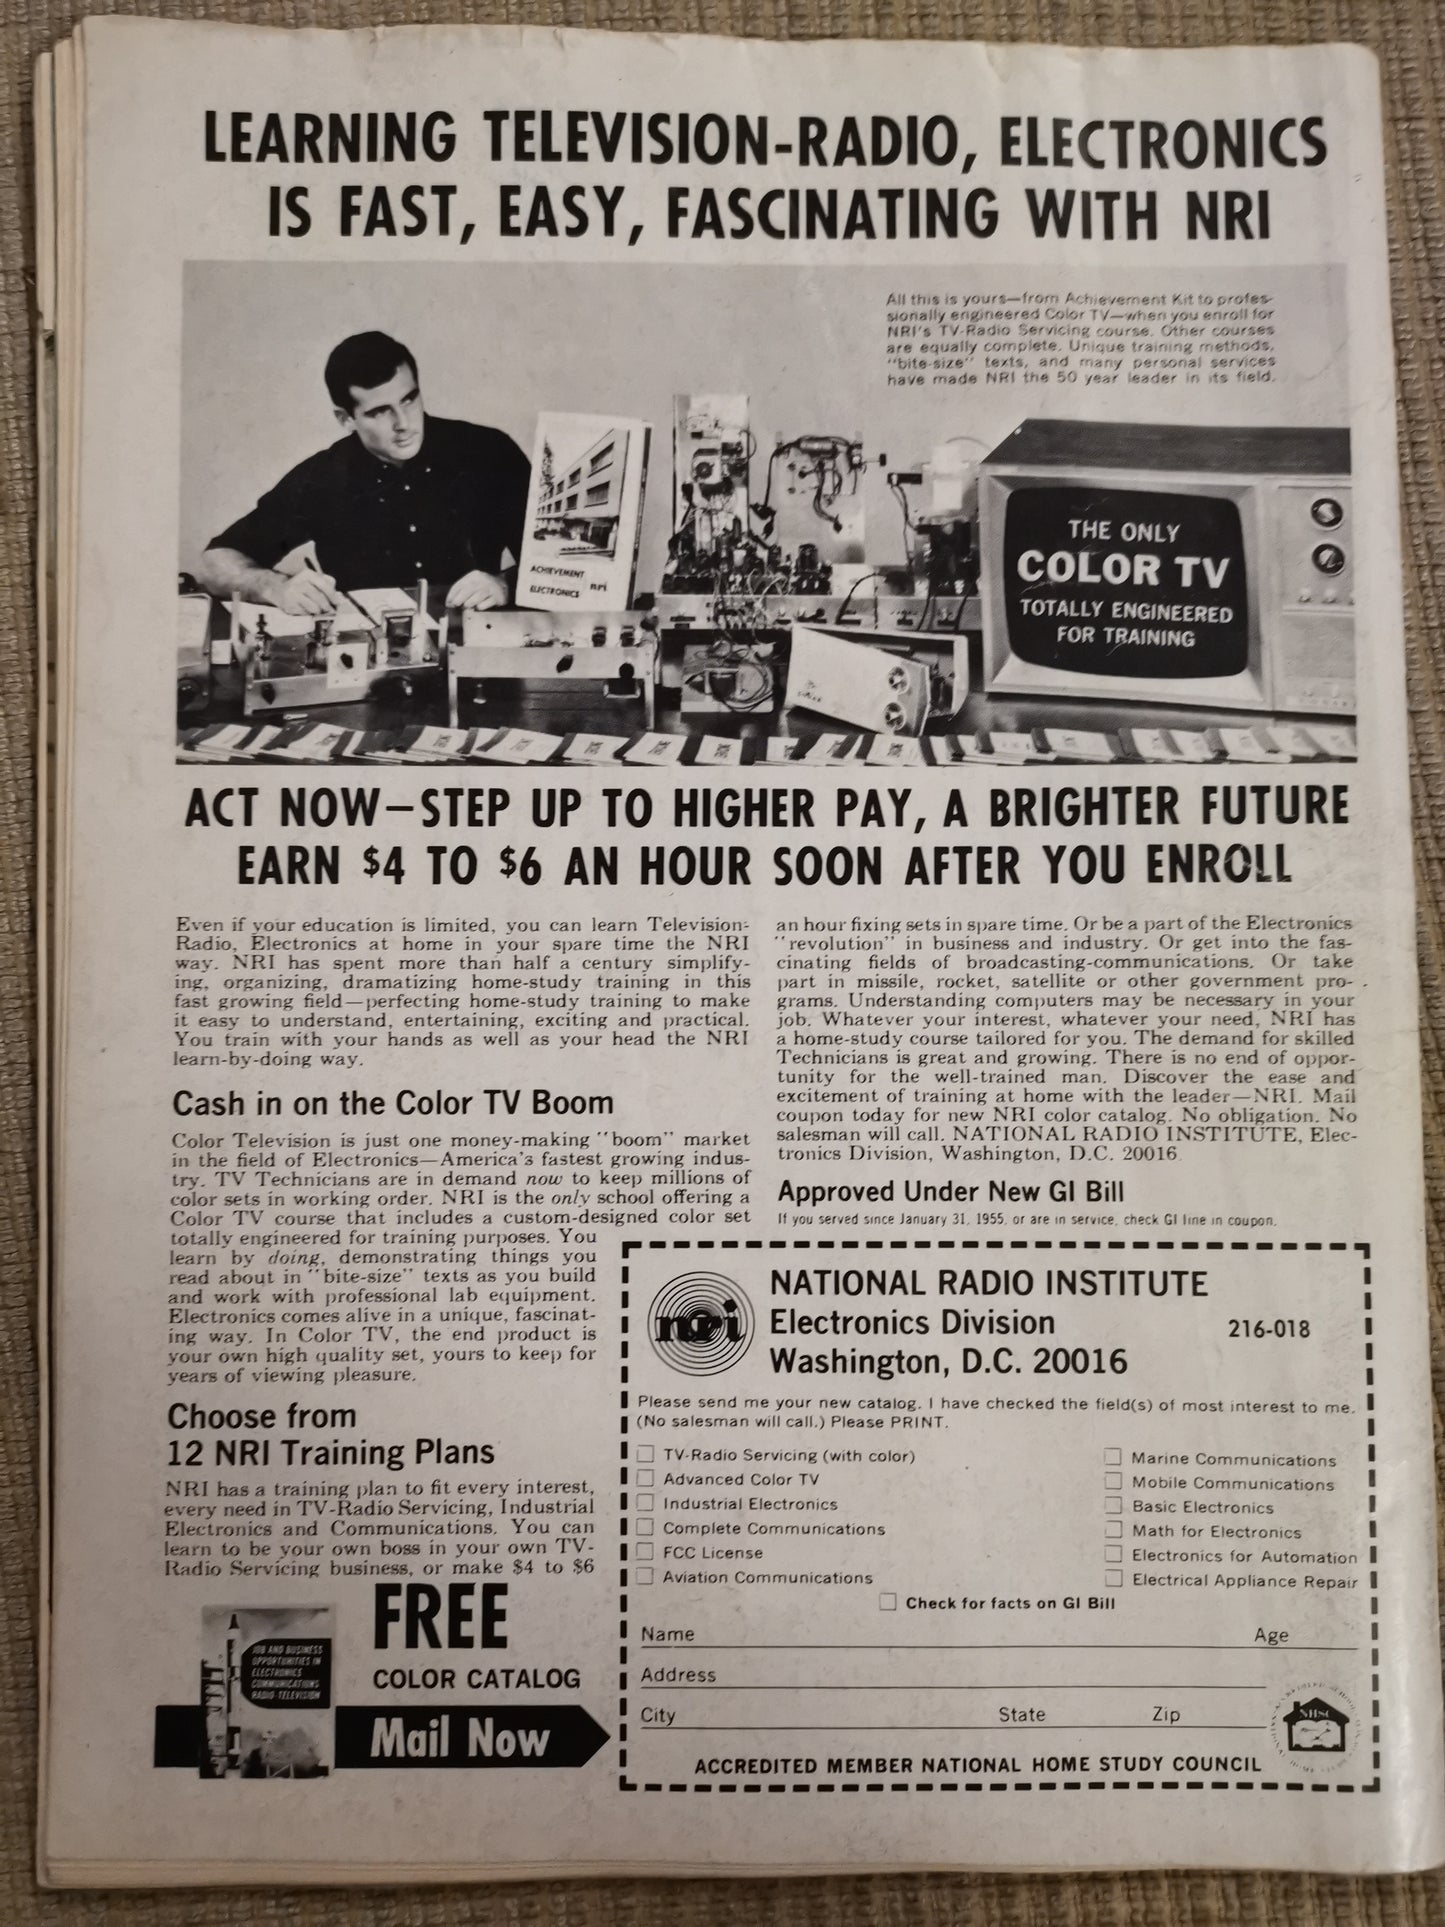 LEARNING TELEVISION-RADIO, ELECTRONICS
IS FAST, EASY, FASCINATING WITH NRI
All this is yours—from Achievement Kit to profes-
sionally engineered Color TV—when you enroll for
NRI's TV-Radio Servicing course. Other courses
are equally complete. Unique training methods,
"bite-size" texts, and many personal services
have made NRI the 50 year leader in its field.
ACHIEVEMENT
ELECTRONICS nri
THE ONLY
COLOR TV
TOTALLY ENGINEERED
FOR TRAINING
ACT NOW—STEP UP TO HIGHER PAY, A BRIGHTER FUTURE
EARN $4 TO $6 AN HOUR SOON AFTER YOU ENROLL
Even if your education is limited, you can learn Television-
Radio, Electronics at home in your spare time the NRI
way. NRI has spent more than half a century simplify-
ing, organizing, dramatizing home-study training in this
fast growing field—perfecting home-study training to make
it easy to understand, entertaining, exciting and practical.
You train with your hands as well as your head the NRI
learn-by-doing way.
Cash in on the Color TV Boom
Color Television is just one money-making "boom" market
in the field of Electronics—America's fastest growing indus-
try. TV Technicians are in demand now to keep millions of
color sets in working order. NRI is the only school offering a
Color TV course that includes a custom-designed color set
totally engineered for training purposes. You
learn by doing, demonstrating things you
read about in "bite-size" texts as you build
and work with professional lab equipment.
Electronics comes alive in a unique, fascinat-
ing way. In Color TV, the end product is
your own high quality set, yours to keep for
years of viewing pleasure.
Choose from
12 NRI Training Plans
NRI has a training plan to fit every interest,
every need in TV-Radio Servicing, Industrial
Electronics and Communications. You can
learn to be your own boss in your own TV-
Radio Servicing business, or make $4 to $6
an hour fixing sets in spare time. Or be a part of the Electronics
"revolution" in business and industry. Or get into the fas-
cinating fields of broadcasting-communications. Or take
part in missile, rocket, satellite or other government pro-
grams. Understanding computers may be necessary in your
job. Whatever your interest, whatever your need, NRI has
a home-study course tailored for you. The demand for skilled
Technicians is great and growing. There is no end of oppor-
tunity for the well-trained man. Discover the ease and
excitement of training at home with the leader—NRI. Mail
coupon today for new NRI color catalog. No obligation. No
salesman will call. NATIONAL RADIO INSTITUTE, Elec-
tronics Division, Washington, D.C. 20016
Approved Under New GI Bill
If you served since January 31, 1955, or are in service, check GI line in coupon.
JOB AND BUSINESS
OPPORTUNITIES IN
ELECTRONICS
COMMUNICATIONS
RADIO-TELEVISION
FREE
COLOR CATALOG
Mail Now
nri
NATIONAL RADIO INSTITUTE
Electronics Division 216-018
Washington, D.C. 20016
Please send me your new catalog. I have checked the field(s) of most interest to me.
(No salesman will call.) Please PRINT.
TV-Radio Servicing (with color)
Advanced Color TV
Industrial Electronics
Complete Communications
FCC License
Aviation Communications
Marine Communications
Mobile Communications
Basic Electronics
Math for Electronics
Electronics for Automation
Electrical Appliance Repair
Check for facts on GI Bill
Name Age
Address
City State Zip
NHSC
ACCREDITED MEMBER NATIONAL HOME STUDY COUNCIL